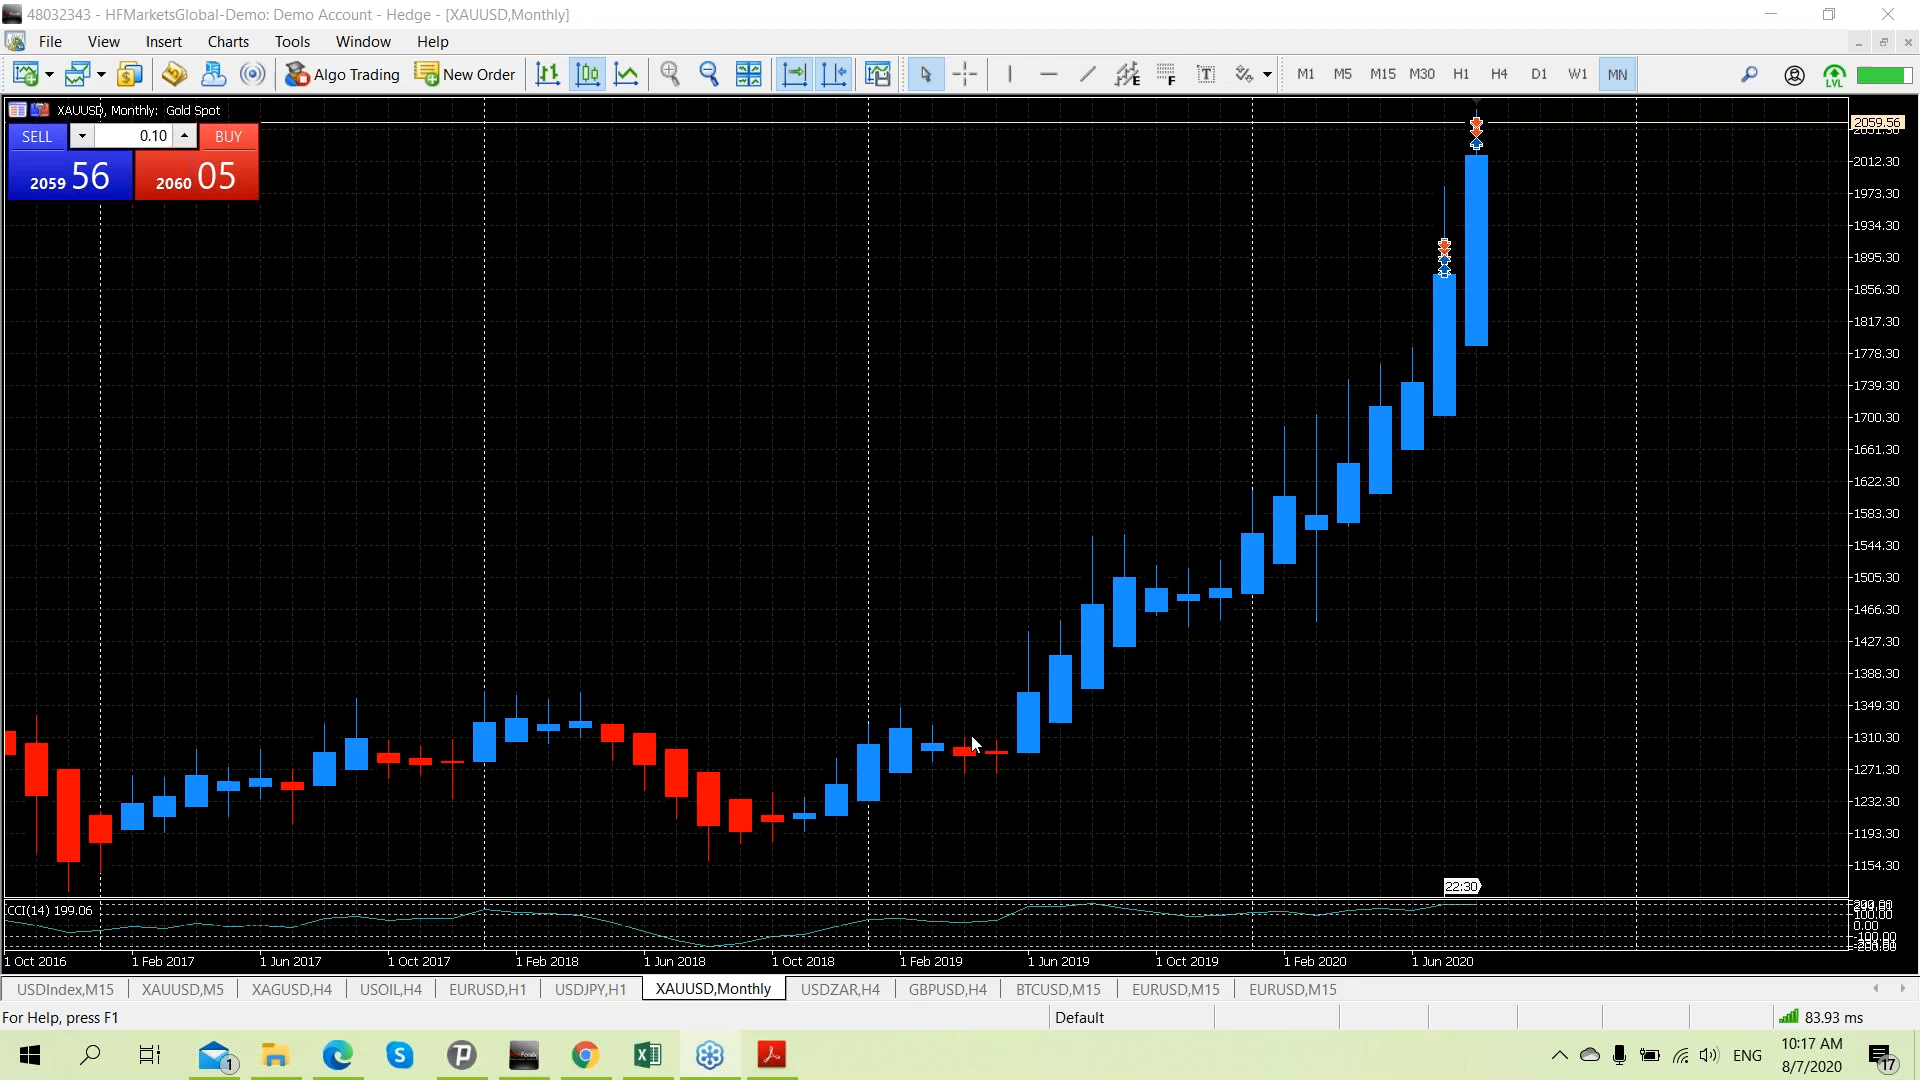 48032343 - HFMarketsGlobal-Demo: Demo Account - Hedge - [XAUUSD,Monthly]
File View Insert Charts Tools Window Help
Algo Trading New Order E F T M1 M5 M15 M30 H1 H4 D1 W1 MN LVL
XAUUSD, Monthly: Gold Spot
SELL 0.10 BUY
2059 56 2060 05
2059.56
2051.30
2012.30
1973.30
1934.30
1895.30
1856.30
1817.30
1778.30
1739.30
1700.30
1661.30
1622.30
1583.30
1544.30
1505.30
1466.30
1427.30
1388.30
1349.30
1310.30
1271.30
1232.30
1193.30
1154.30
22:30
CCI(14) 199.06
100.00
0.00
-100.00
1 Oct 2016 1 Feb 2017 1 Jun 2017 1 Oct 2017 1 Feb 2018 1 Jun 2018 1 Oct 2018 1 Feb 2019 1 Jun 2019 1 Oct 2019 1 Feb 2020 1 Jun 2020
USDIndex,M15 XAUUSD,M5 XAGUSD,H4 USOIL,H4 EURUSD,H1 USDJPY,H1 XAUUSD,Monthly USDZAR,H4 GBPUSD,H4 BTCUSD,M15 EURUSD,M15 EURUSD,M15
For Help, press F1 Default 83.93 ms
1 ENG 10:17 AM 17
8/7/2020